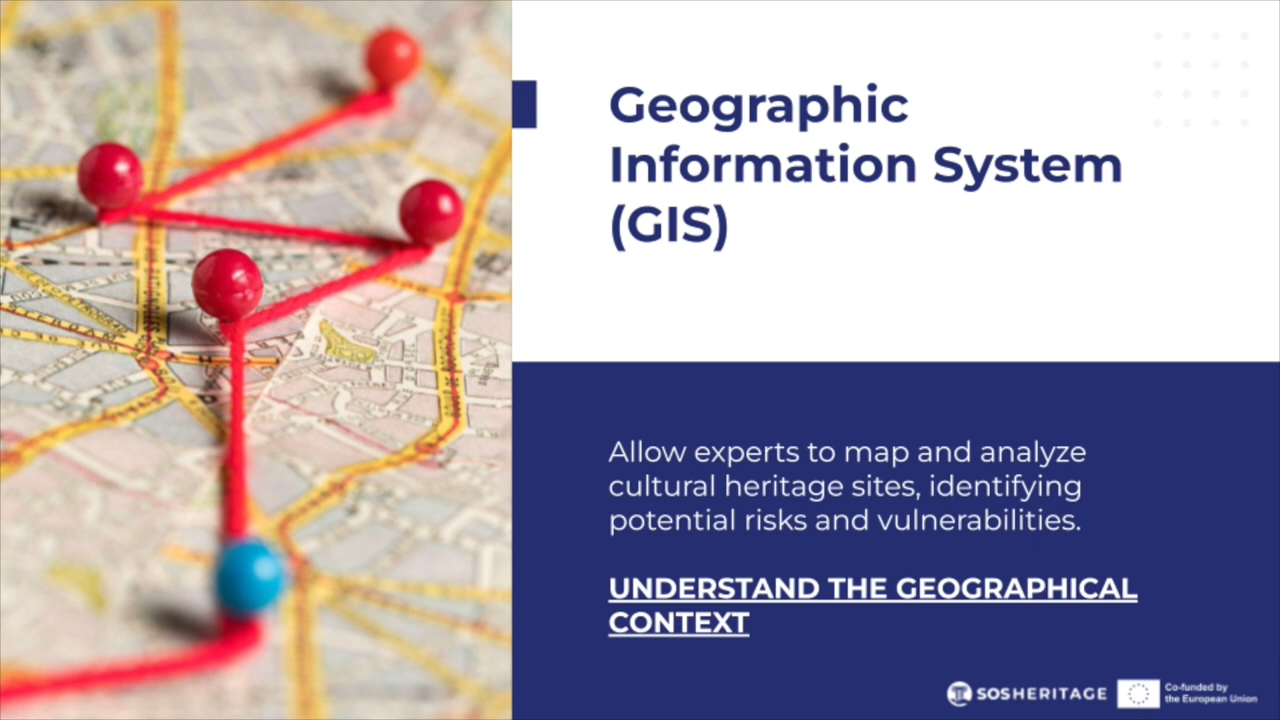 Geographic
Information System
(GIS)
Allow experts to map and analyze
cultural heritage sites, identifying
potential risks and vulnerabilities.
UNDERSTAND THE GEOGRAPHICAL
CONTEXT
SOSHERITAGE
Co-funded by
the European Union